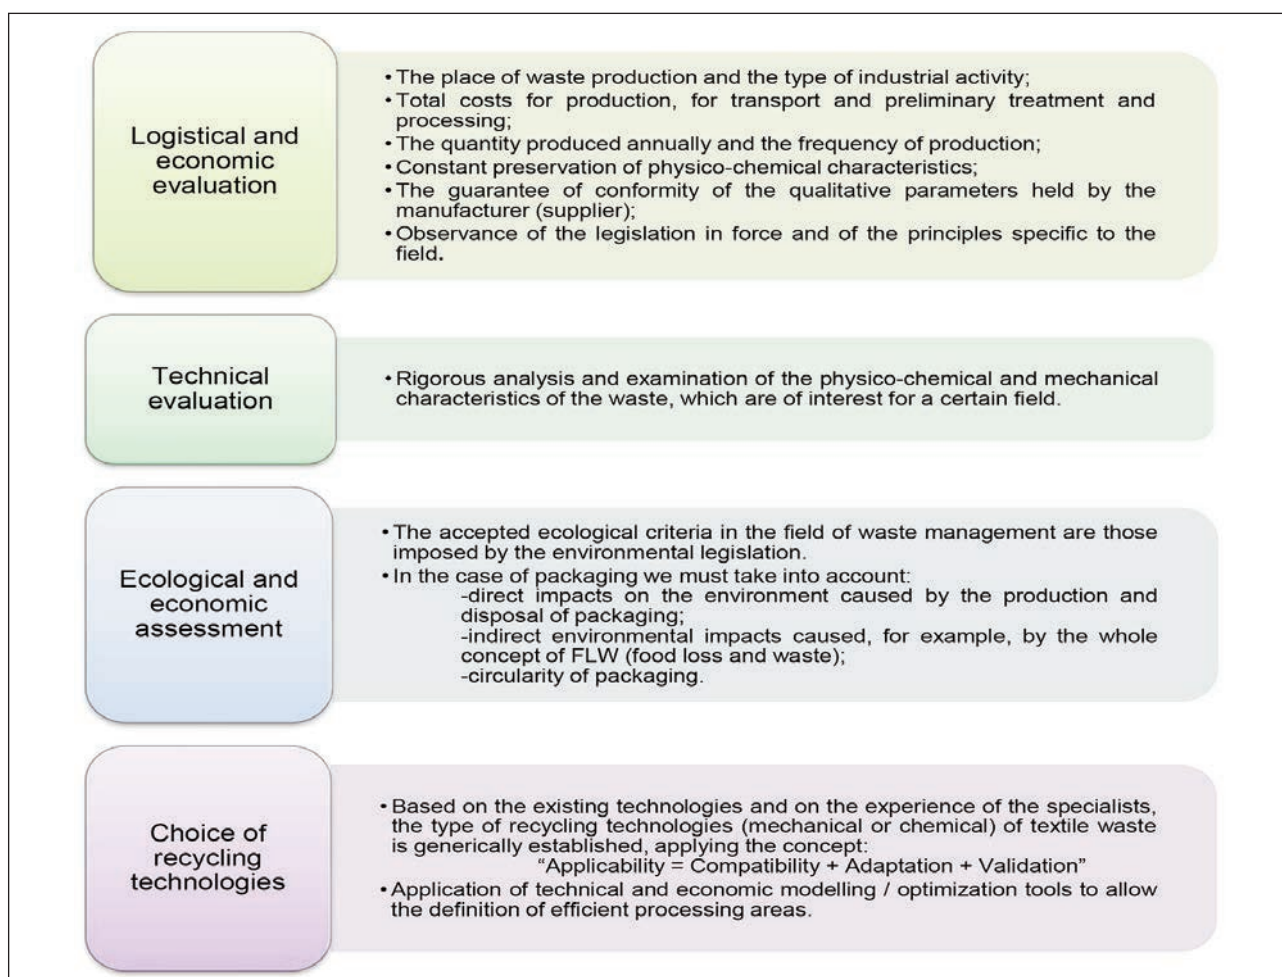 Logistical and
economic
evaluation
•The place of waste production and the type of industrial activity;
•Total costs for production, for transport and preliminary treatment and
processing;
•The quantity produced annually and the frequency of production;
•Constant preservation of physico-chemical characteristics;
•The guarantee of conformity of the qualitative parameters held by the
manufacturer (supplier);
•Observance of the legislation in force and of the principles specific to the
field.
Technical
evaluation
•Rigorous analysis and examination of the physico-chemical and mechanical
characteristics of the waste, which are of interest for a certain field.
Ecological and
economic
assessment
•The accepted ecological criteria in the field of waste management are those
imposed by the environmental legislation.
•In the case of packaging we must take into account:
-direct impacts on the environment caused by the production and
disposal of packaging;
-indirect environmental impacts caused, for example, by the whole
concept of FLW (food loss and waste);
-circularity of packaging.
Choice of
recycling
technologies
•Based on the existing technologies and on the experience of the specialists,
the type of recycling technologies (mechanical or chemical) of textile waste
is generically established, applying the concept:
“Applicability = Compatibility + Adaptation + Validation”
•Application of technical and economic modelling / optimization tools to allow
the definition of efficient processing areas.